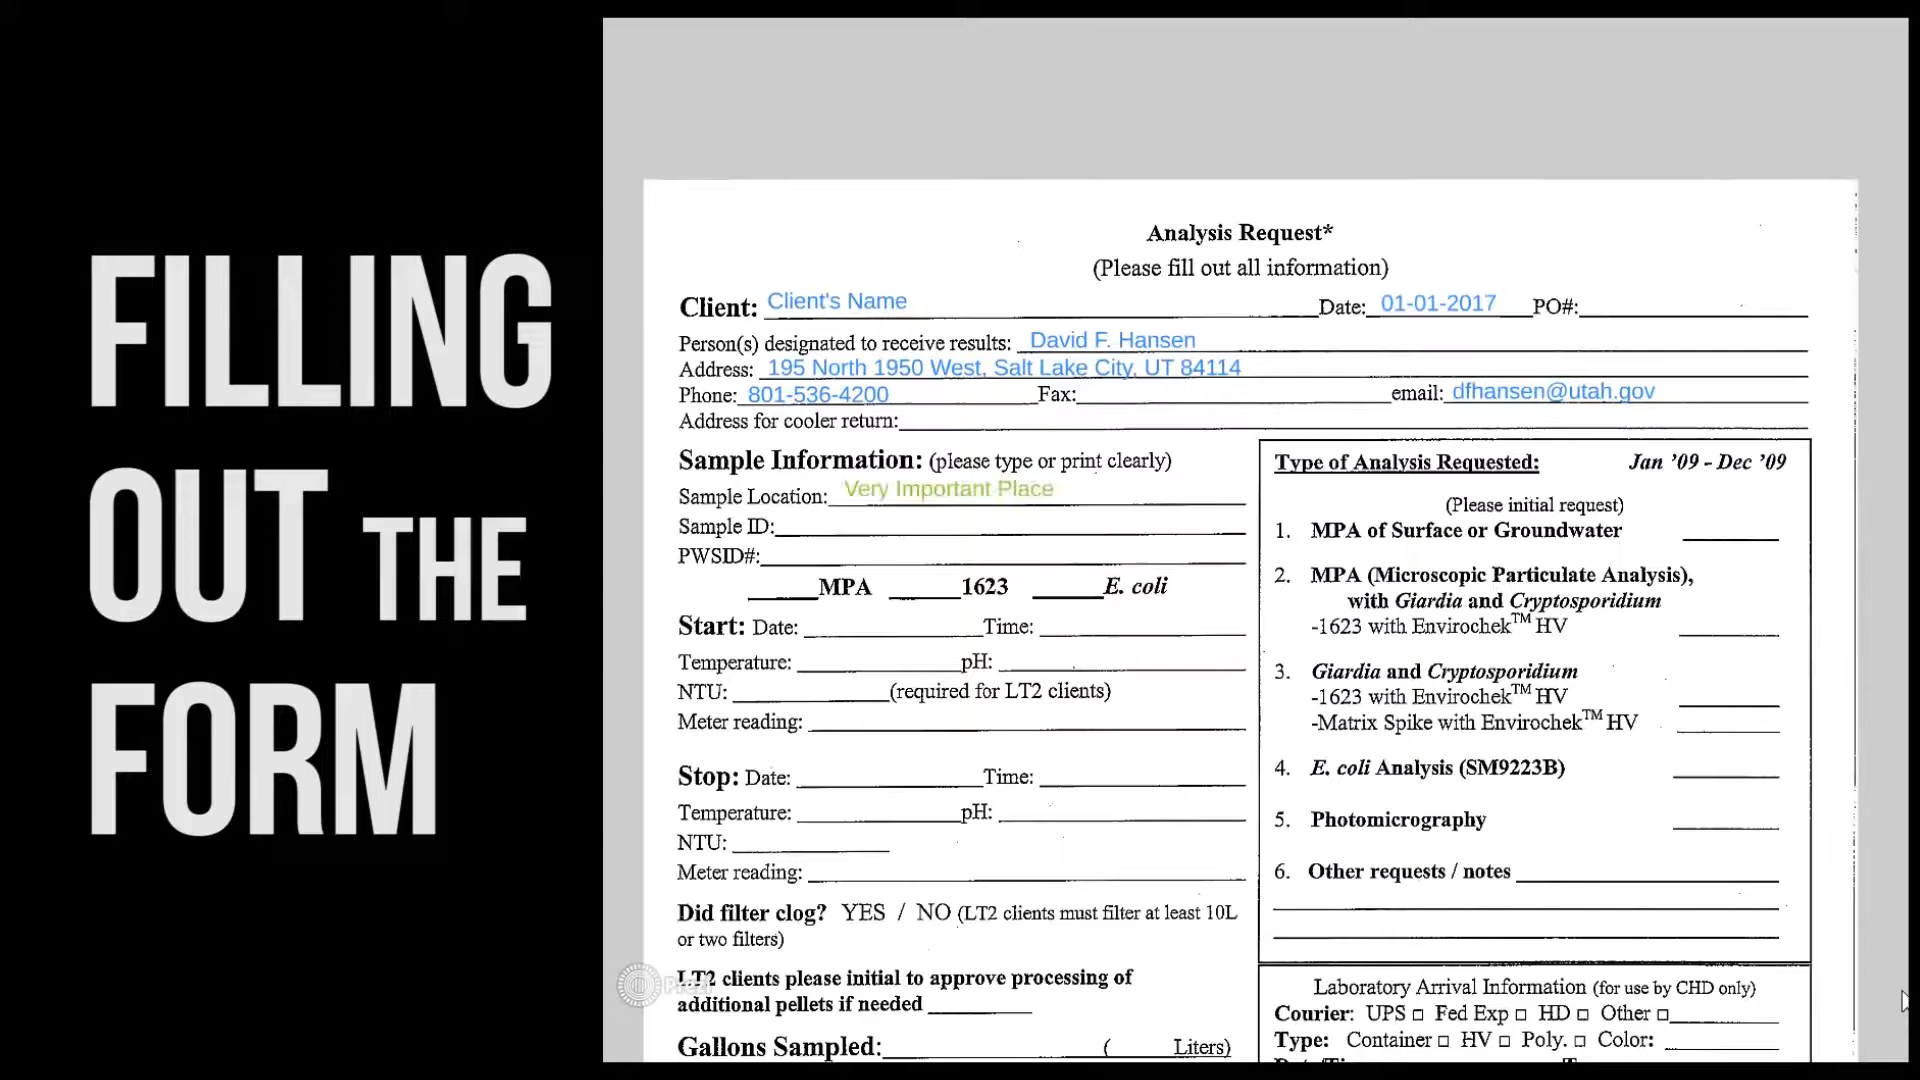 FILLING
OUT THE
FORM
Analysis Request*
(Please fill out all information)
Client: Client's Name Date: 01-01-2017 PO#:
Person(s) designated to receive results: David F. Hansen
Address: 195 North 1950 West, Salt Lake City, UT 84114
Phone: 801-536-4200 Fax: email: dfhansen@utah.gov
Address for cooler return:
Sample Information: (please type or print clearly)
Sample Location: Very Important Place
Sample ID:
PWSID#:
MPA 1623 E. coli
Start: Date: Time:
Temperature: pH:
NTU: (required for LT2 clients)
Meter reading:
Stop: Date: Time:
Temperature: pH:
NTU:
Meter reading:
Did filter clog? YES / NO (LT2 clients must filter at least 10L
or two filters)
LT2 clients please initial to approve processing of
additional pellets if needed
Gallons Sampled: ( Liters)
Type of Analysis Requested: Jan '09 - Dec '09
(Please initial request)
1. MPA of Surface or Groundwater
2. MPA (Microscopic Particulate Analysis),
with Giardia and Cryptosporidium
-1623 with Envirochek™ HV
3. Giardia and Cryptosporidium
-1623 with Envirochek™ HV
-Matrix Spike with Envirochek™ HV
4. E. coli Analysis (SM9223B)
5. Photomicrography
6. Other requests / notes
Laboratory Arrival Information (for use by CHD only)
Courier: UPS □ Fed Exp □ HD □ Other □
Type: Container □ HV □ Poly. □ Color:
Prezi